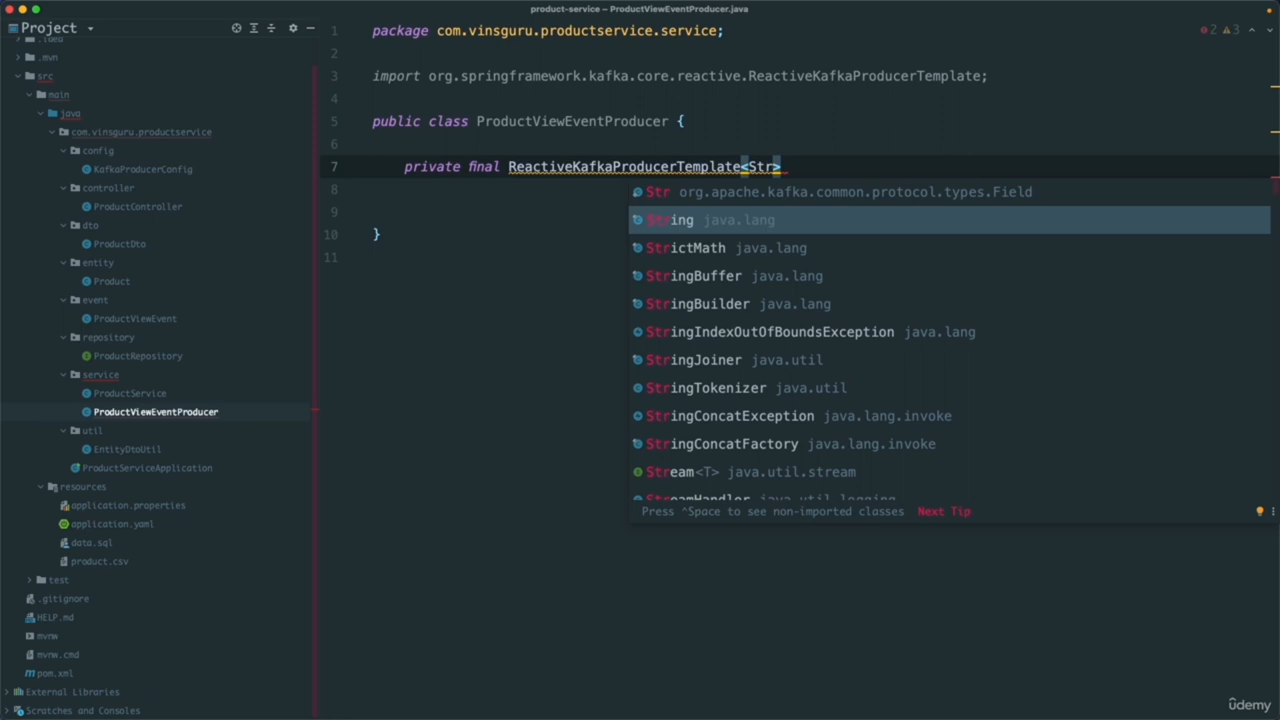 product-service – ProductViewEventProducer.java
Project
.idea
.mvn
src
main
java
com.vinsguru.productservice
config
KafkaProducerConfig
controller
ProductController
dto
ProductDto
entity
Product
event
ProductViewEvent
repository
ProductRepository
service
ProductService
ProductViewEventProducer
util
EntityDtoUtil
ProductServiceApplication
resources
application.properties
application.yaml
data.sql
product.csv
test
.gitignore
HELP.md
mvnw
mvnw.cmd
pom.xml
External Libraries
Scratches and Consoles
1 package com.vinsguru.productservice.service;
2
3 import org.springframework.kafka.core.reactive.ReactiveKafkaProducerTemplate;
4
5 public class ProductViewEventProducer {
6
7 private final ReactiveKafkaProducerTemplate<Str>
8
9
10 }
11
2 3
Str org.apache.kafka.common.protocol.types.Field
String java.lang
StrictMath java.lang
StringBuffer java.lang
StringBuilder java.lang
StringIndexOutOfBoundsException java.lang
StringJoiner java.util
StringTokenizer java.util
StringConcatException java.lang.invoke
StringConcatFactory java.lang.invoke
Stream<T> java.util.stream
StreamHandler java.util.logging
Press ^Space to see non-imported classes Next Tip
ûdemy